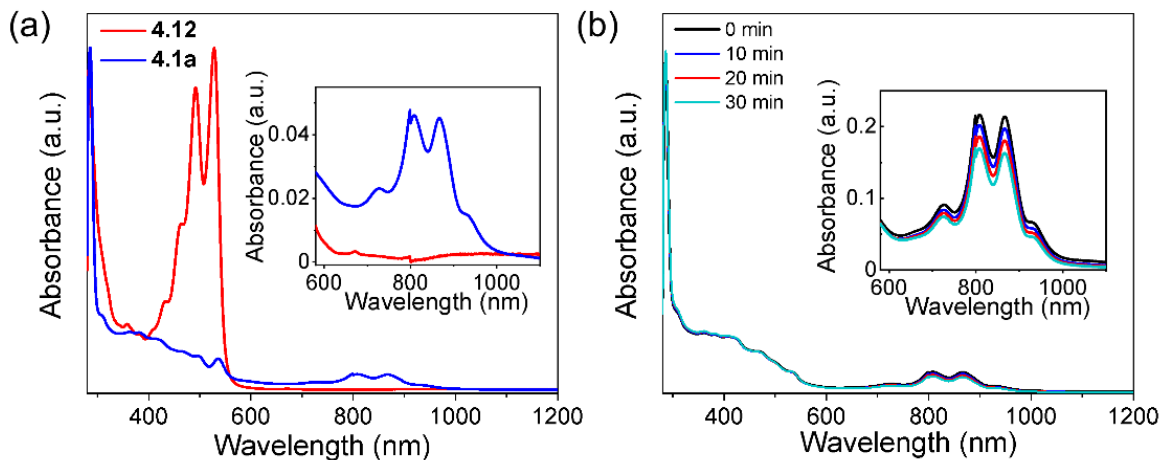 (a)
4.12
4.1a
Absorbance (a.u.)
Absorbance (a.u.)
0.04
0.02
0
600
800
1000
Wavelength (nm)
400
600
800
1000
1200
Wavelength (nm)
(b)
0 min
10 min
20 min
30 min
Absorbance (a.u.)
Absorbance (a.u.)
0.2
0.1
0
600
800
1000
Wavelength (nm)
400
600
800
1000
1200
Wavelength (nm)